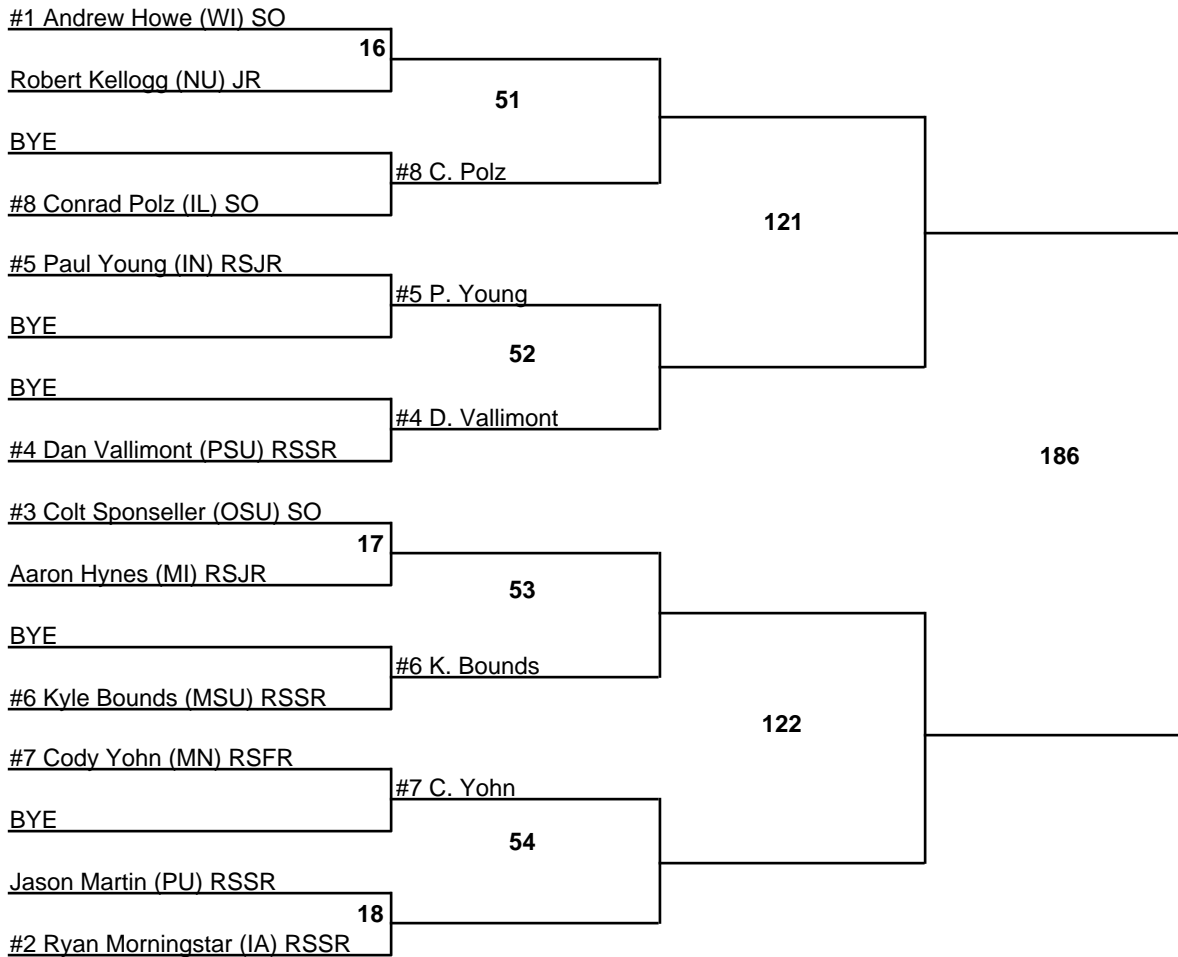 #1 Andrew Howe (WI) SO
16
Robert Kellogg (NU) JR
51
BYE
#8 C. Polz
#8 Conrad Polz (IL) SO
121
#5 Paul Young (IN) RSJR
#5 P. Young
BYE
52
BYE
#4 D. Vallimont
#4 Dan Vallimont (PSU) RSSR
186
#3 Colt Sponseller (OSU) SO
17
Aaron Hynes (MI) RSJR
53
BYE
#6 K. Bounds
#6 Kyle Bounds (MSU) RSSR
122
#7 Cody Yohn (MN) RSFR
#7 C. Yohn
BYE
54
Jason Martin (PU) RSSR
18
#2 Ryan Morningstar (IA) RSSR